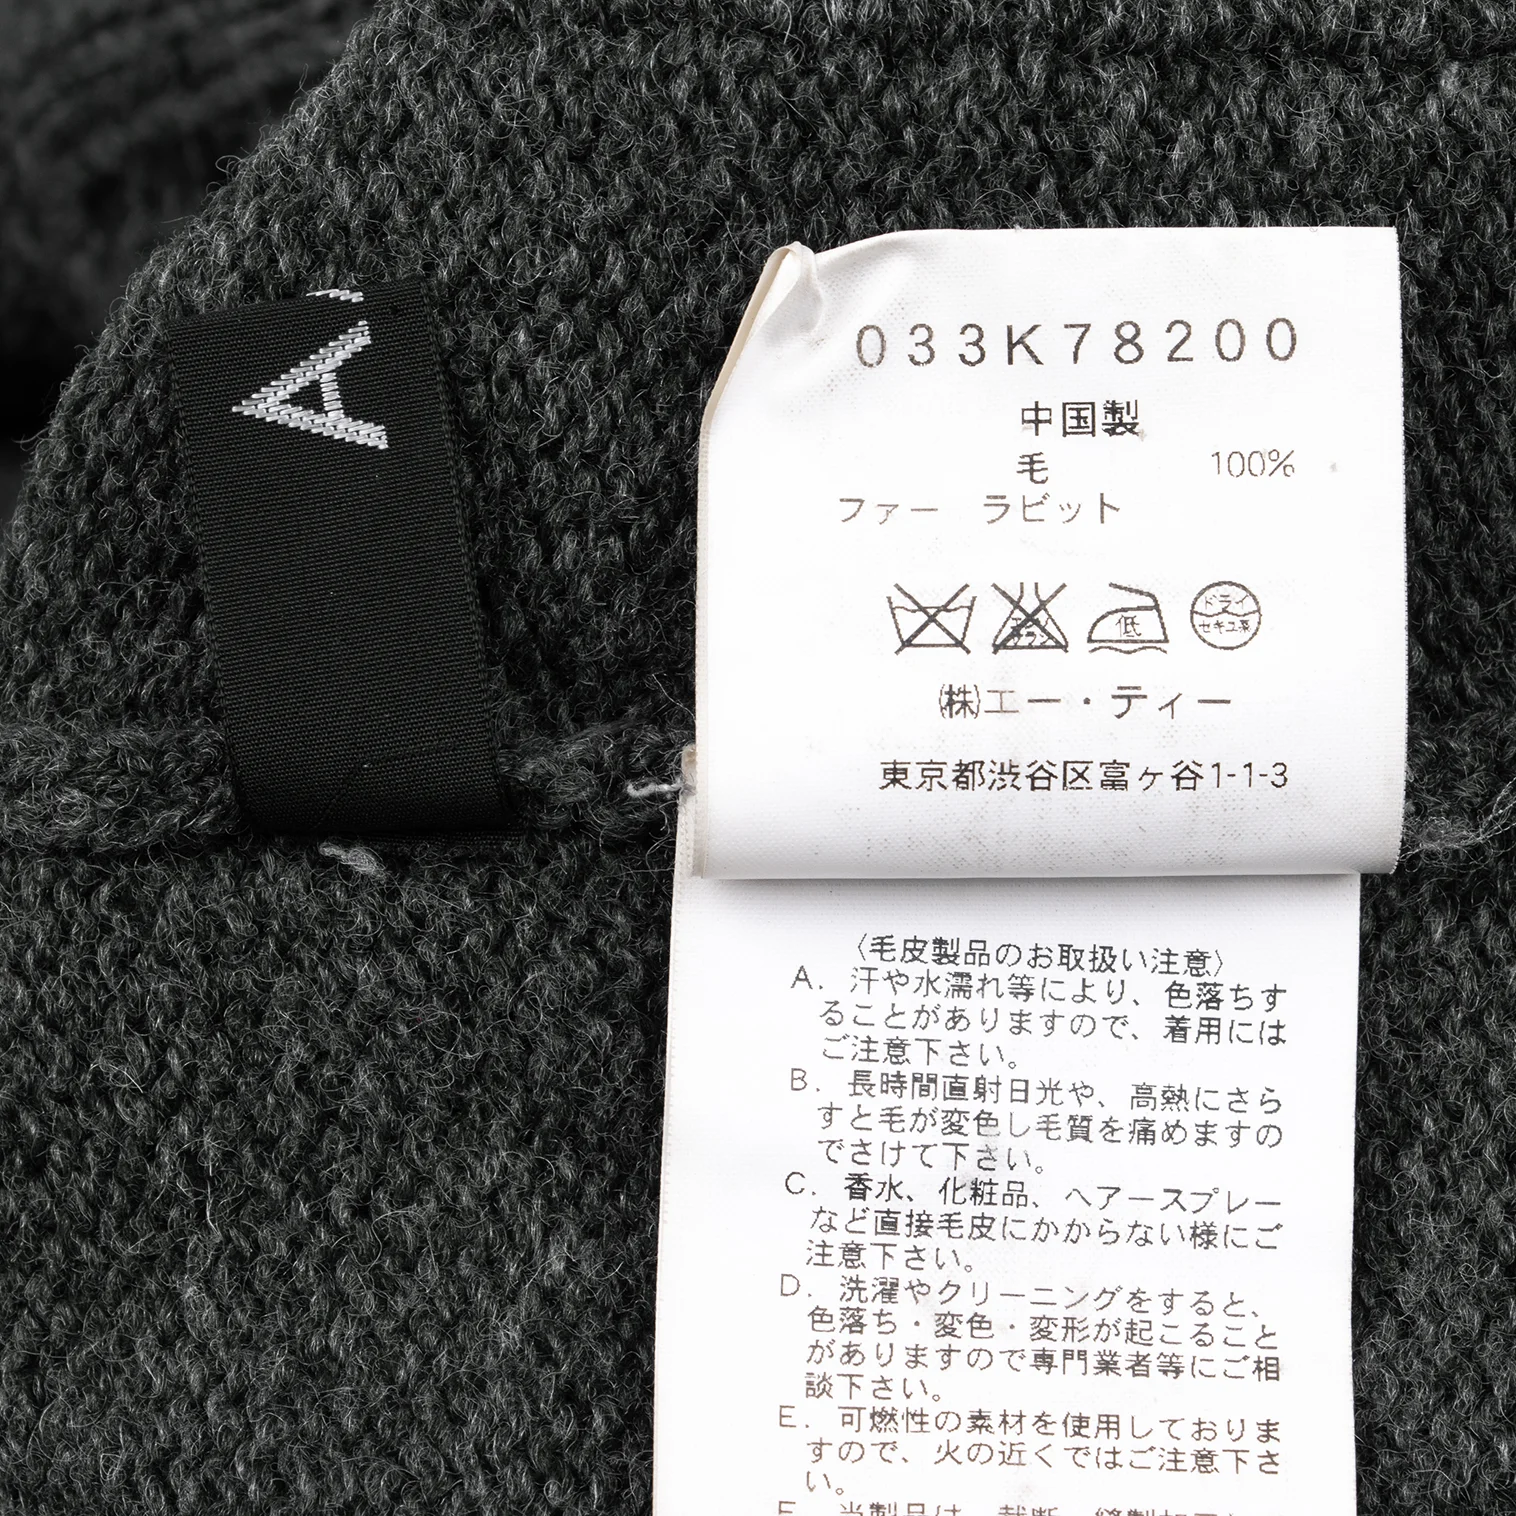 A
033K78200
中国製
毛 100%
ファー ラビット
低
ドライ
セキユ系
㈱エー・ティー
東京都渋谷区富ヶ谷1-1-3
〈毛皮製品のお取扱い注意〉
A. 汗や水濡れ等により、色落ちす
ることがありますので、着用には
ご注意下さい。
B. 長時間直射日光や、高熱にさら
すと毛が変色し毛質を痛めますの
でさけて下さい。
C. 香水、化粧品、ヘアースプレー
など直接毛皮にかからない様にご
注意下さい。
D. 洗濯やクリーニングをすると、
色落ち・変色・変形が起こること
がありますので専門業者等にご相
談下さい。
E. 可燃性の素材を使用しておりま
すので、火の近くではご注意下さ
い。